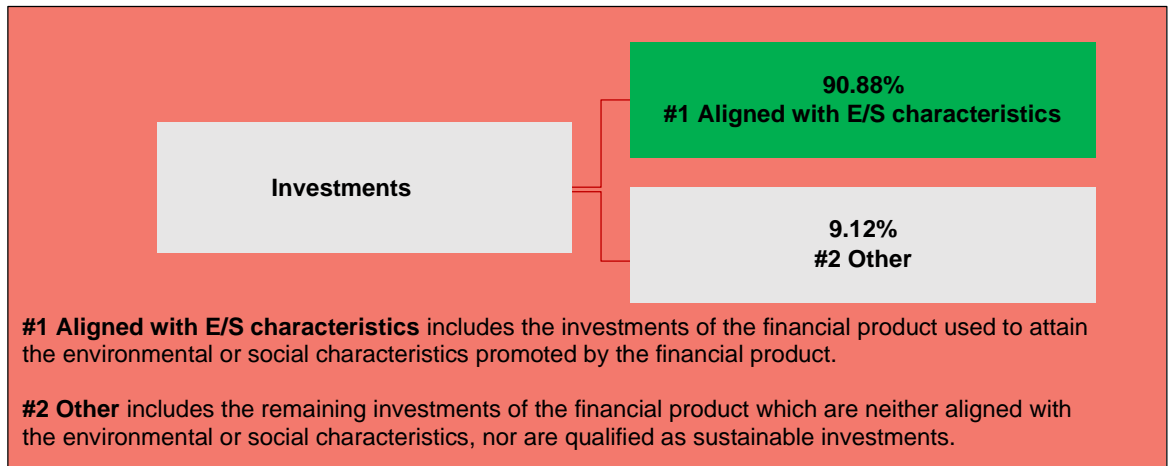 90.88%
#1 Aligned with E/S characteristics
Investments
9.12%
#2 Other
#1 Aligned with E/S characteristics includes the investments of the financial product used to attain
the environmental or social characteristics promoted by the financial product.
#2 Other includes the remaining investments of the financial product which are neither aligned with
the environmental or social characteristics, nor are qualified as sustainable investments.